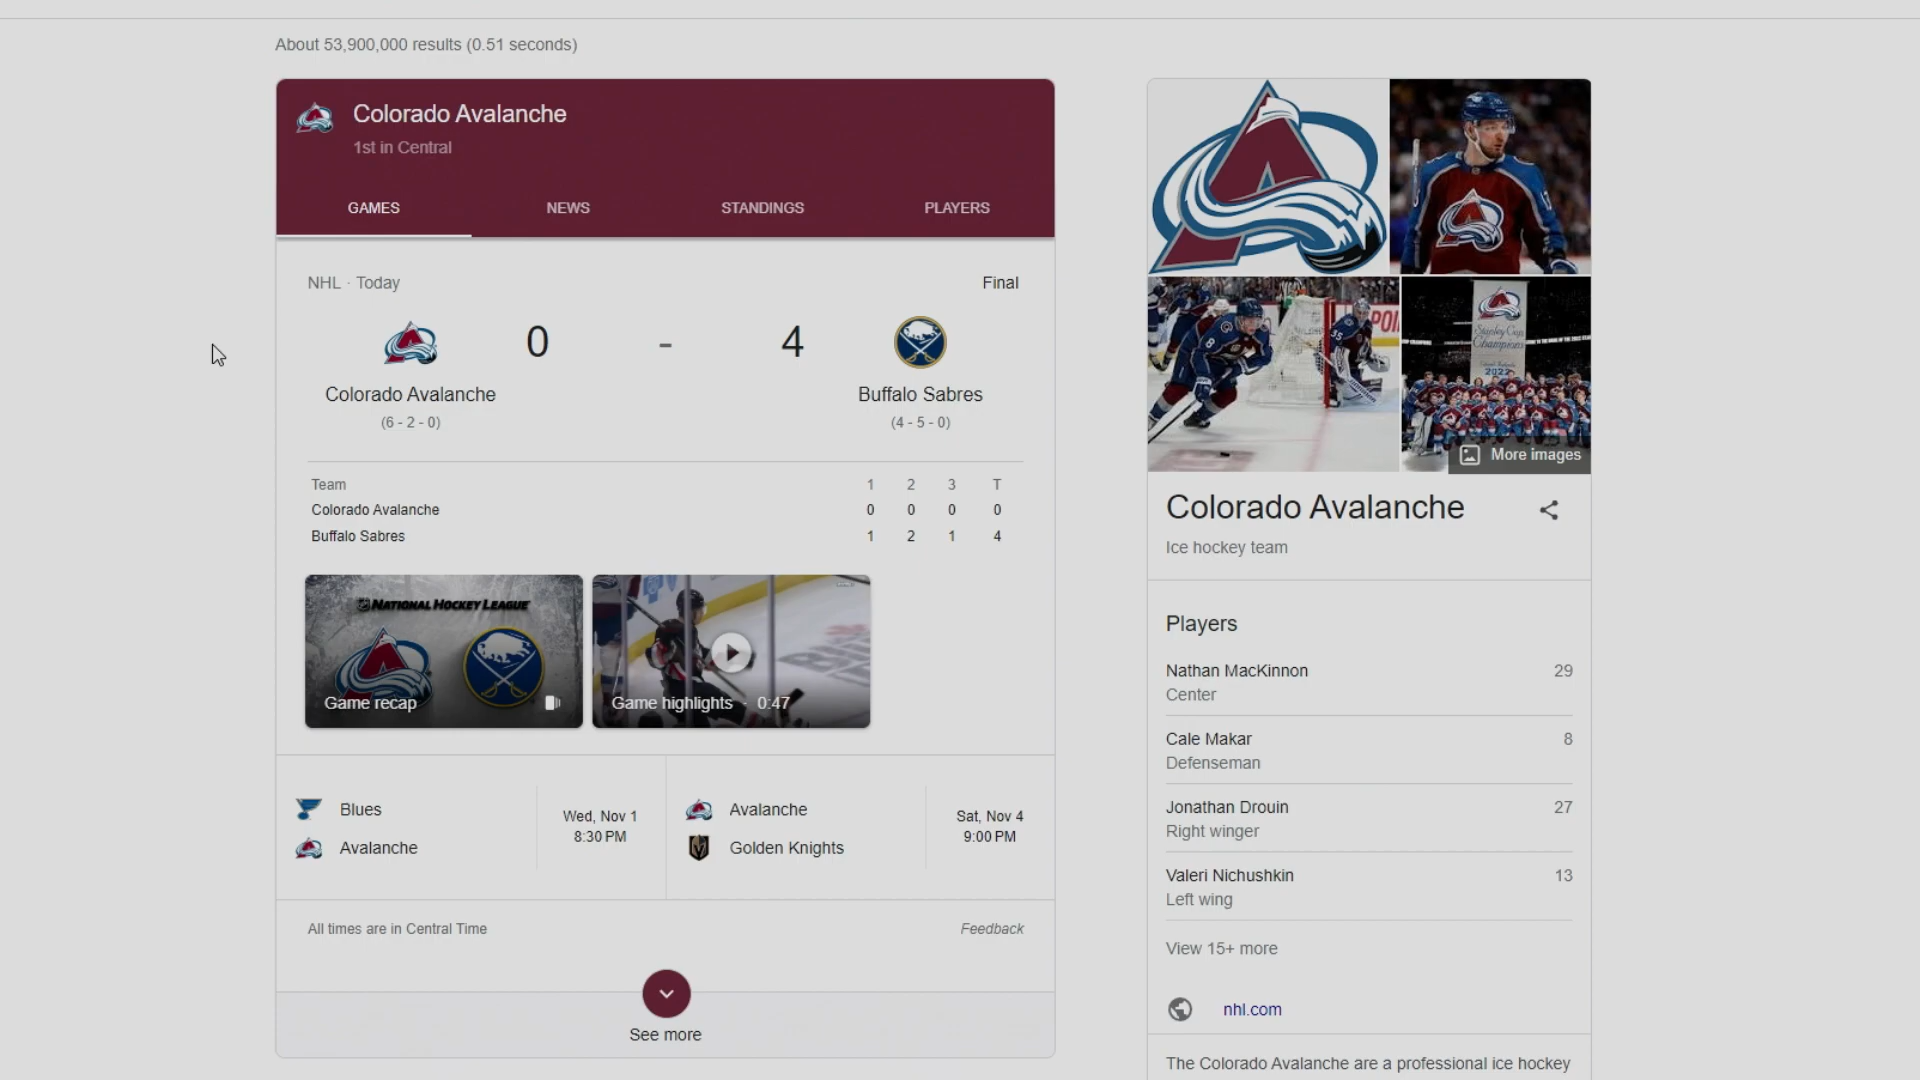 About 53,900,000 results (0.51 seconds)
Colorado Avalanche
1st in Central
GAMES NEWS STANDINGS PLAYERS
NHL · Today Final
0 - 4
Colorado Avalanche Buffalo Sabres
(6 - 2 - 0) (4 - 5 - 0)
Team 1 2 3 T
Colorado Avalanche 0 0 0 0
Buffalo Sabres 1 2 1 4
NATIONAL HOCKEY LEAGUE
Game recap
Game highlights - 0:47
Blues
Avalanche
Wed, Nov 1
8:30 PM
Avalanche
Golden Knights
Sat, Nov 4
9:00 PM
All times are in Central Time Feedback
See more
8
35
Stanley Cup
Champions
2022
More images
Colorado Avalanche
Ice hockey team
Players
Nathan MacKinnon 29
Center
Cale Makar 8
Defenseman
Jonathan Drouin 27
Right winger
Valeri Nichushkin 13
Left wing
View 15+ more
nhl.com
The Colorado Avalanche are a professional ice hockey